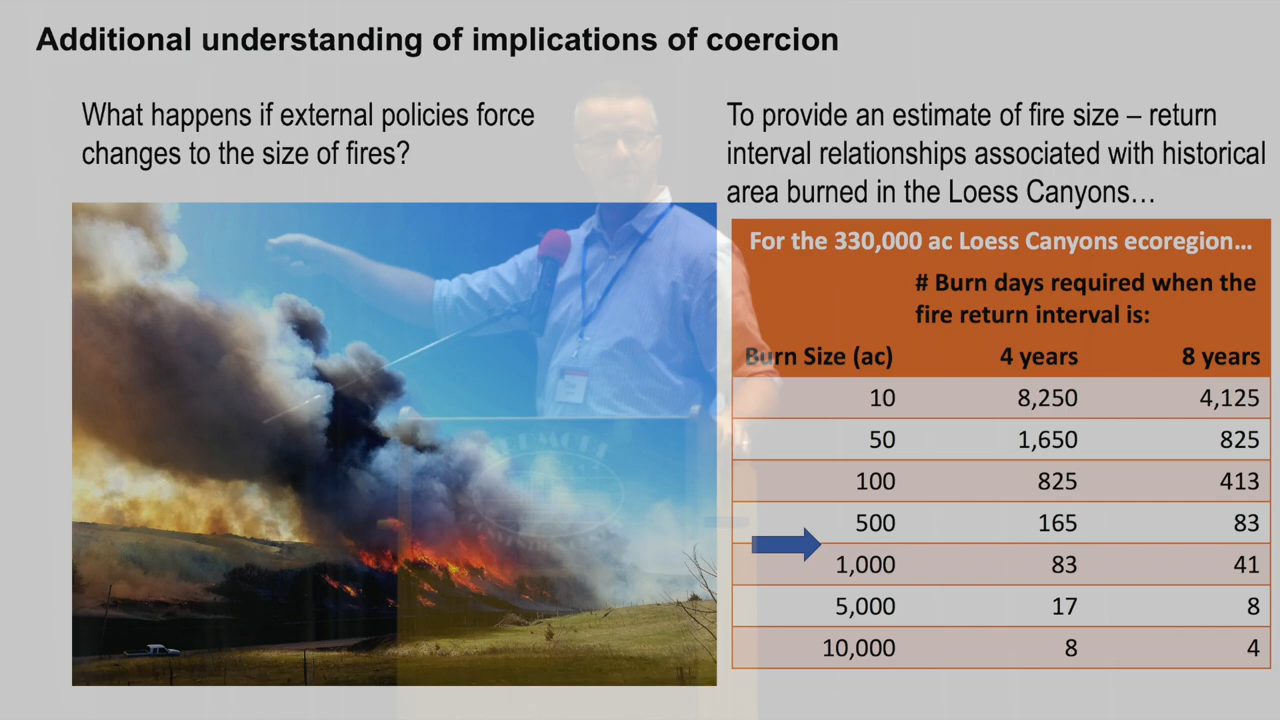 Additional understanding of implications of coercion
What happens if external policies force
changes to the size of fires?
To provide an estimate of fire size – return
interval relationships associated with historical
area burned in the Loess Canyons…
For the 330,000 ac Loess Canyons ecoregion…
# Burn days required when the
fire return interval is:
Burn Size (ac) 4 years 8 years
10 8,250 4,125
50 1,650 825
100 825 413
500 165 83
1,000 83 41
5,000 17 8
10,000 8 4